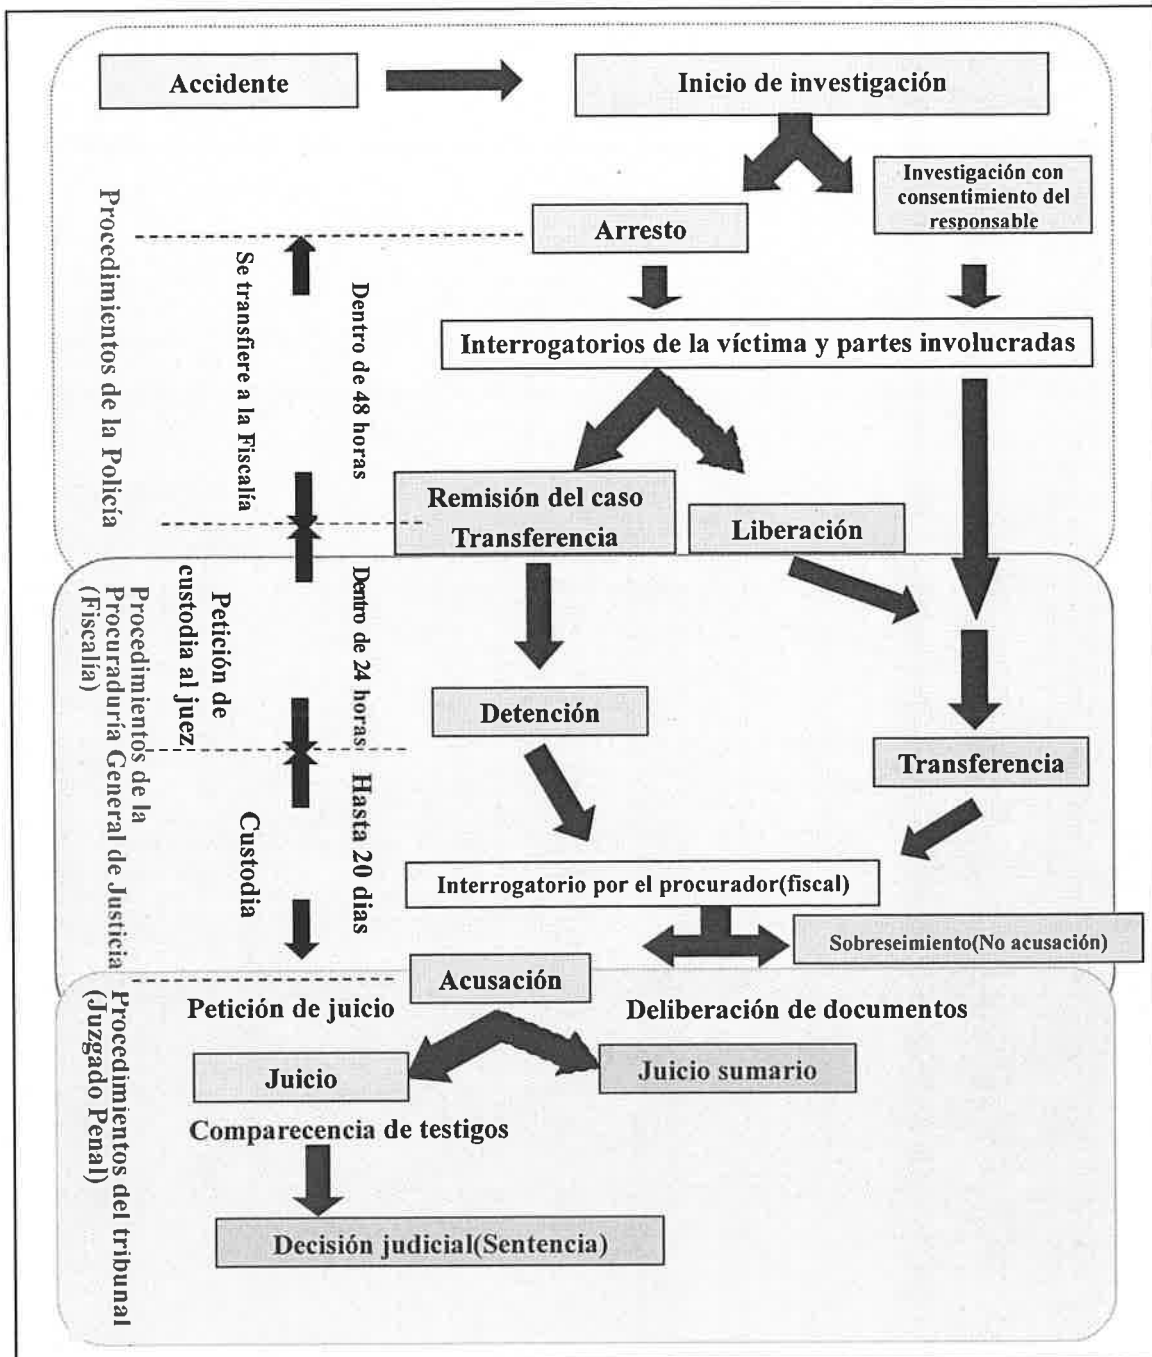 Accidente
Inicio de investigación
Investigación con
consentimiento del
responsable
Arresto
Procedimientos de la Policía
Se transfiere a la Fiscalía
Dentro de 48 horas
Interrogatorios de la víctima y partes involucradas
Remisión del caso
Transferencia
Liberación
Procedimientos de la
Procuraduría General de Justicia
(Fiscalía)
Petición de
custodia al juez
Dentro de 24 horas
Detención
Transferencia
Custodia
Hasta 20 dias
Interrogatorio por el procurador(fiscal)
Sobreseimiento(No acusación)
Acusación
Procedimientos del tribunal
(Juzgado Penal)
Petición de juicio
Deliberación de documentos
Juicio
Juicio sumario
Comparecencia de testigos
Decisión judicial(Sentencia)